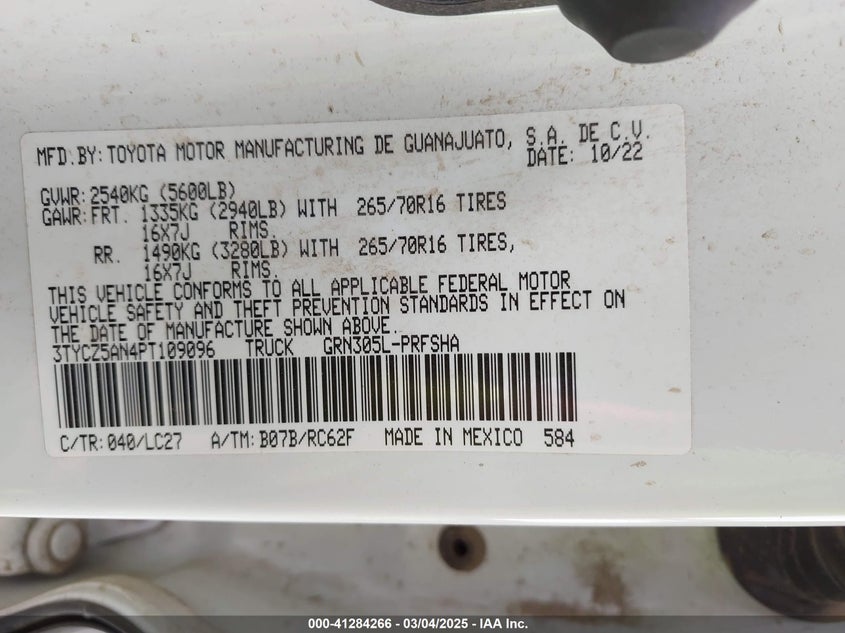 MFD.BY: TOYOTA MOTOR MANUFACTURING DE GUANAJUATO, S.A. DE C.V.
DATE: 10/22
GVWR: 2540KG (5600LB)
GAWR: FRT. 1335KG (2940LB) WITH 265/70R16 TIRES
16X7J RIMS.
RR. 1490KG (3280LB) WITH 265/70R16 TIRES,
16X7J RIMS.
THIS VEHICLE CONFORMS TO ALL APPLICABLE FEDERAL MOTOR
VEHICLE SAFETY AND THEFT PREVENTION STANDARDS IN EFFECT ON
THE DATE OF MANUFACTURE SHOWN ABOVE.
3TYCZ5AN4PT109096 TRUCK GRN305L-PRFSHA
C/TR: 040/LC27 A/TM: B07B/RC62F MADE IN MEXICO 584
000-41284266 - 03/04/2025 - IAA Inc.